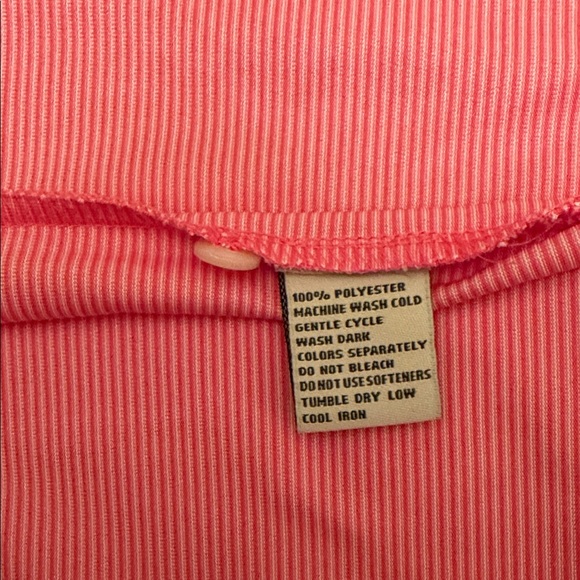 100% POLYESTER
MACHINE WASH COLD
GENTLE CYCLE
WASH DARK
COLORS SEPARATELY
DO NOT BLEACH
DO NOT USE SOFTENERS
TUMBLE DRY LOW
COOL IRON